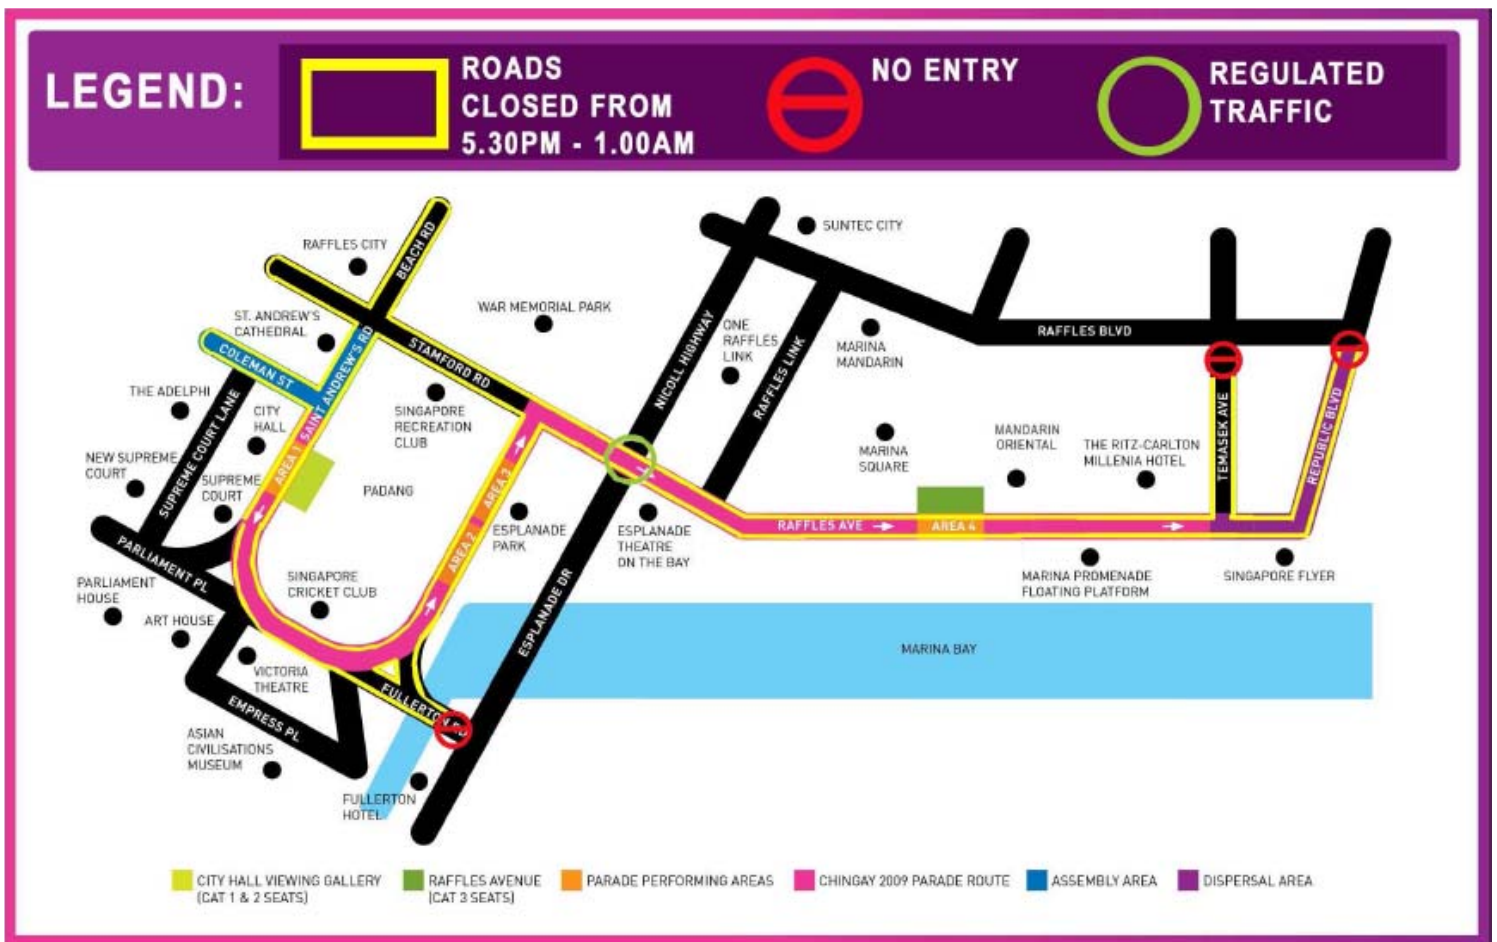 LEGEND:
ROADS
CLOSED FROM
5.30PM - 1.00AM
NO ENTRY
REGULATED
TRAFFIC
RAFFLES CITY
BEACH RD
SUNTEC CITY
ST. ANDREW'S
CATHEDRAL
WAR MEMORIAL PARK
STAMFORD RD
SAINT ANDREW'S RD
COLEMAN ST
NICOLL HIGHWAY
ONE
RAFFLES
LINK
RAFFLES LINK
MARINA
MANDARIN
RAFFLES BLVD
THE ADELPHI
CITY
HALL
SUPREME COURT LANE
SINGAPORE
RECREATION
CLUB
MARINA
SQUARE
MANDARIN
ORIENTAL
THE RITZ-CARLTON
MILLENIA HOTEL
TEMASEK AVE
REPUBLIC BLVD
NEW SUPREME
COURT
SUPREME
COURT
AREA 1
PADANG
AREA 3
AREA 2
ESPLANADE
PARK
ESPLANADE
THEATRE
ON THE BAY
RAFFLES AVE
AREA 4
PARLIAMENT PL
PARLIAMENT
HOUSE
ART HOUSE
SINGAPORE
CRICKET CLUB
ESPLANADE DR
MARINA PROMENADE
FLOATING PLATFORM
SINGAPORE FLYER
MARINA BAY
VICTORIA
THEATRE
FULLERTON RD
EMPRESS PL
ASIAN
CIVILISATIONS
MUSEUM
FULLERTON
HOTEL
CITY HALL VIEWING GALLERY
(CAT 1 & 2 SEATS)
RAFFLES AVENUE
(CAT 3 SEATS)
PARADE PERFORMING AREAS
CHINGAY 2009 PARADE ROUTE
ASSEMBLY AREA
DISPERSAL AREA